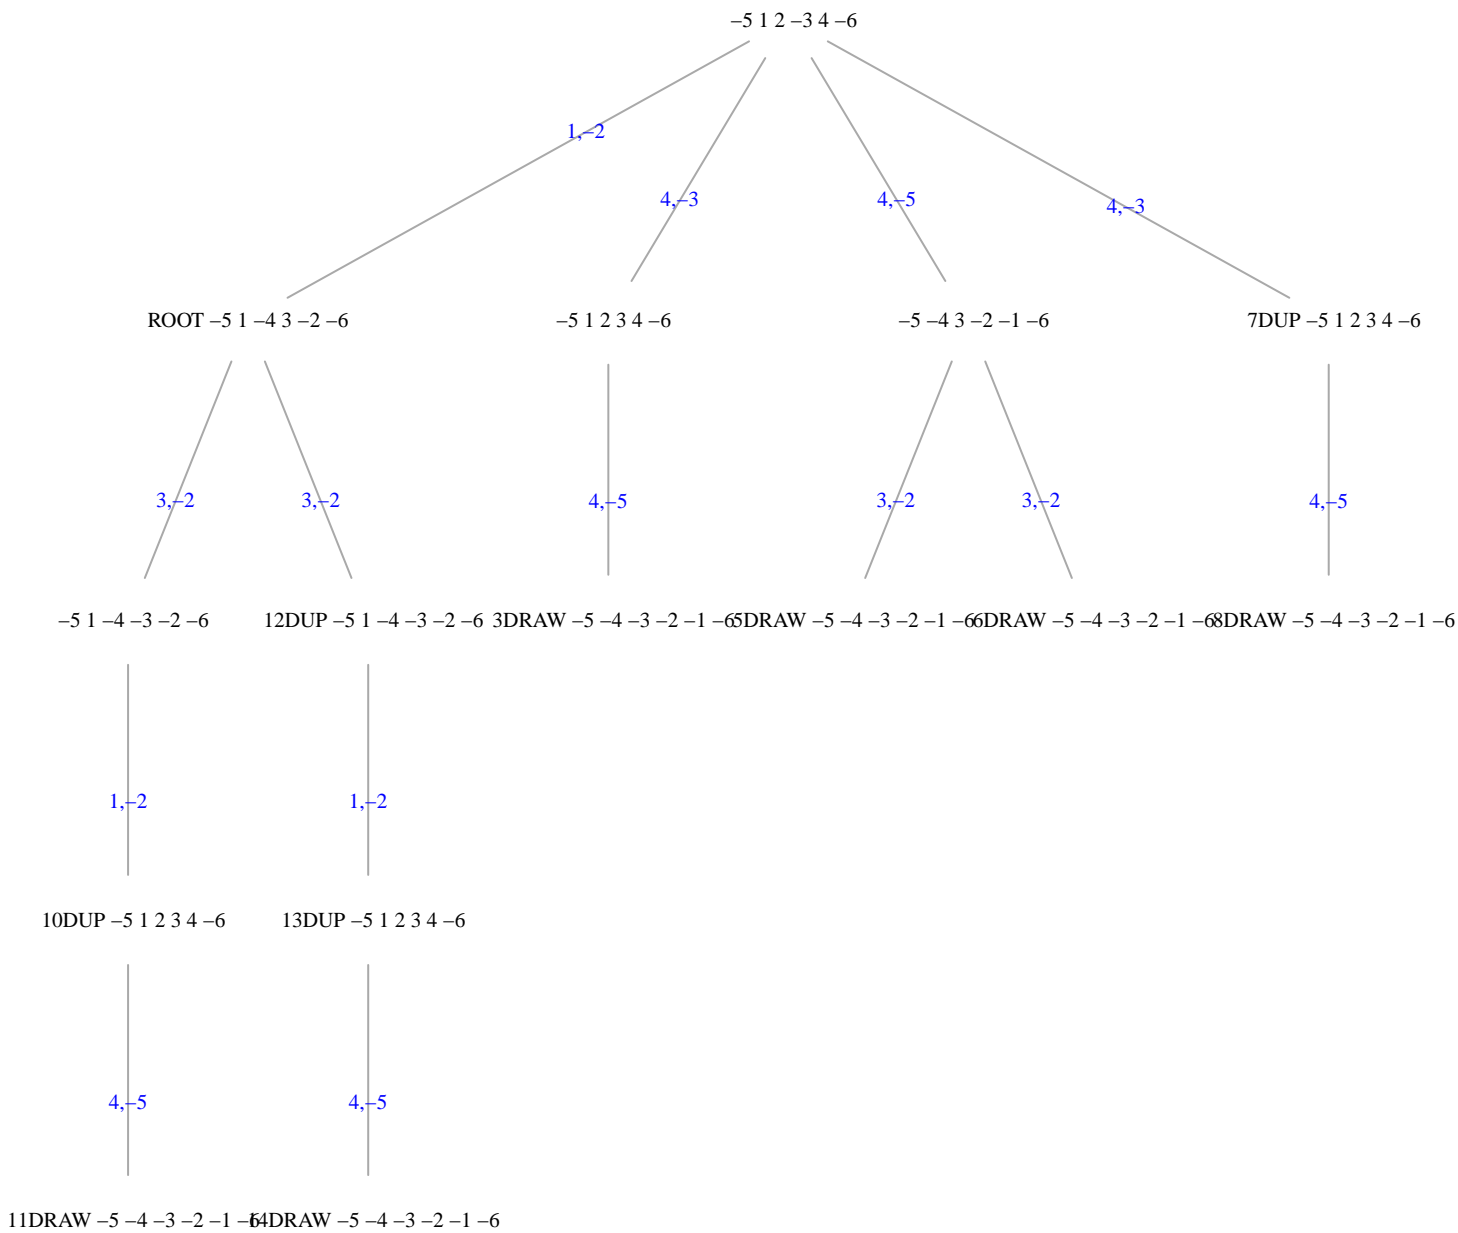 −5 1 2 −3 4 −6
1,−2
4,−3
4,−5
4,−3
ROOT −5 1 −4 3 −2 −6
−5 1 2 3 4 −6
−5 −4 3 −2 −1 −6
7DUP −5 1 2 3 4 −6
3,−2
3,−2
4,−5
3,−2
3,−2
4,−5
−5 1 −4 −3 −2 −6
12DUP −5 1 −4 −3 −2 −6
3DRAW −5 −4 −3 −2 −1 −6
5DRAW −5 −4 −3 −2 −1 −6
6DRAW −5 −4 −3 −2 −1 −6
8DRAW −5 −4 −3 −2 −1 −6
1,−2
1,−2
10DUP −5 1 2 3 4 −6
13DUP −5 1 2 3 4 −6
4,−5
4,−5
11DRAW −5 −4 −3 −2 −1 −6
14DRAW −5 −4 −3 −2 −1 −6